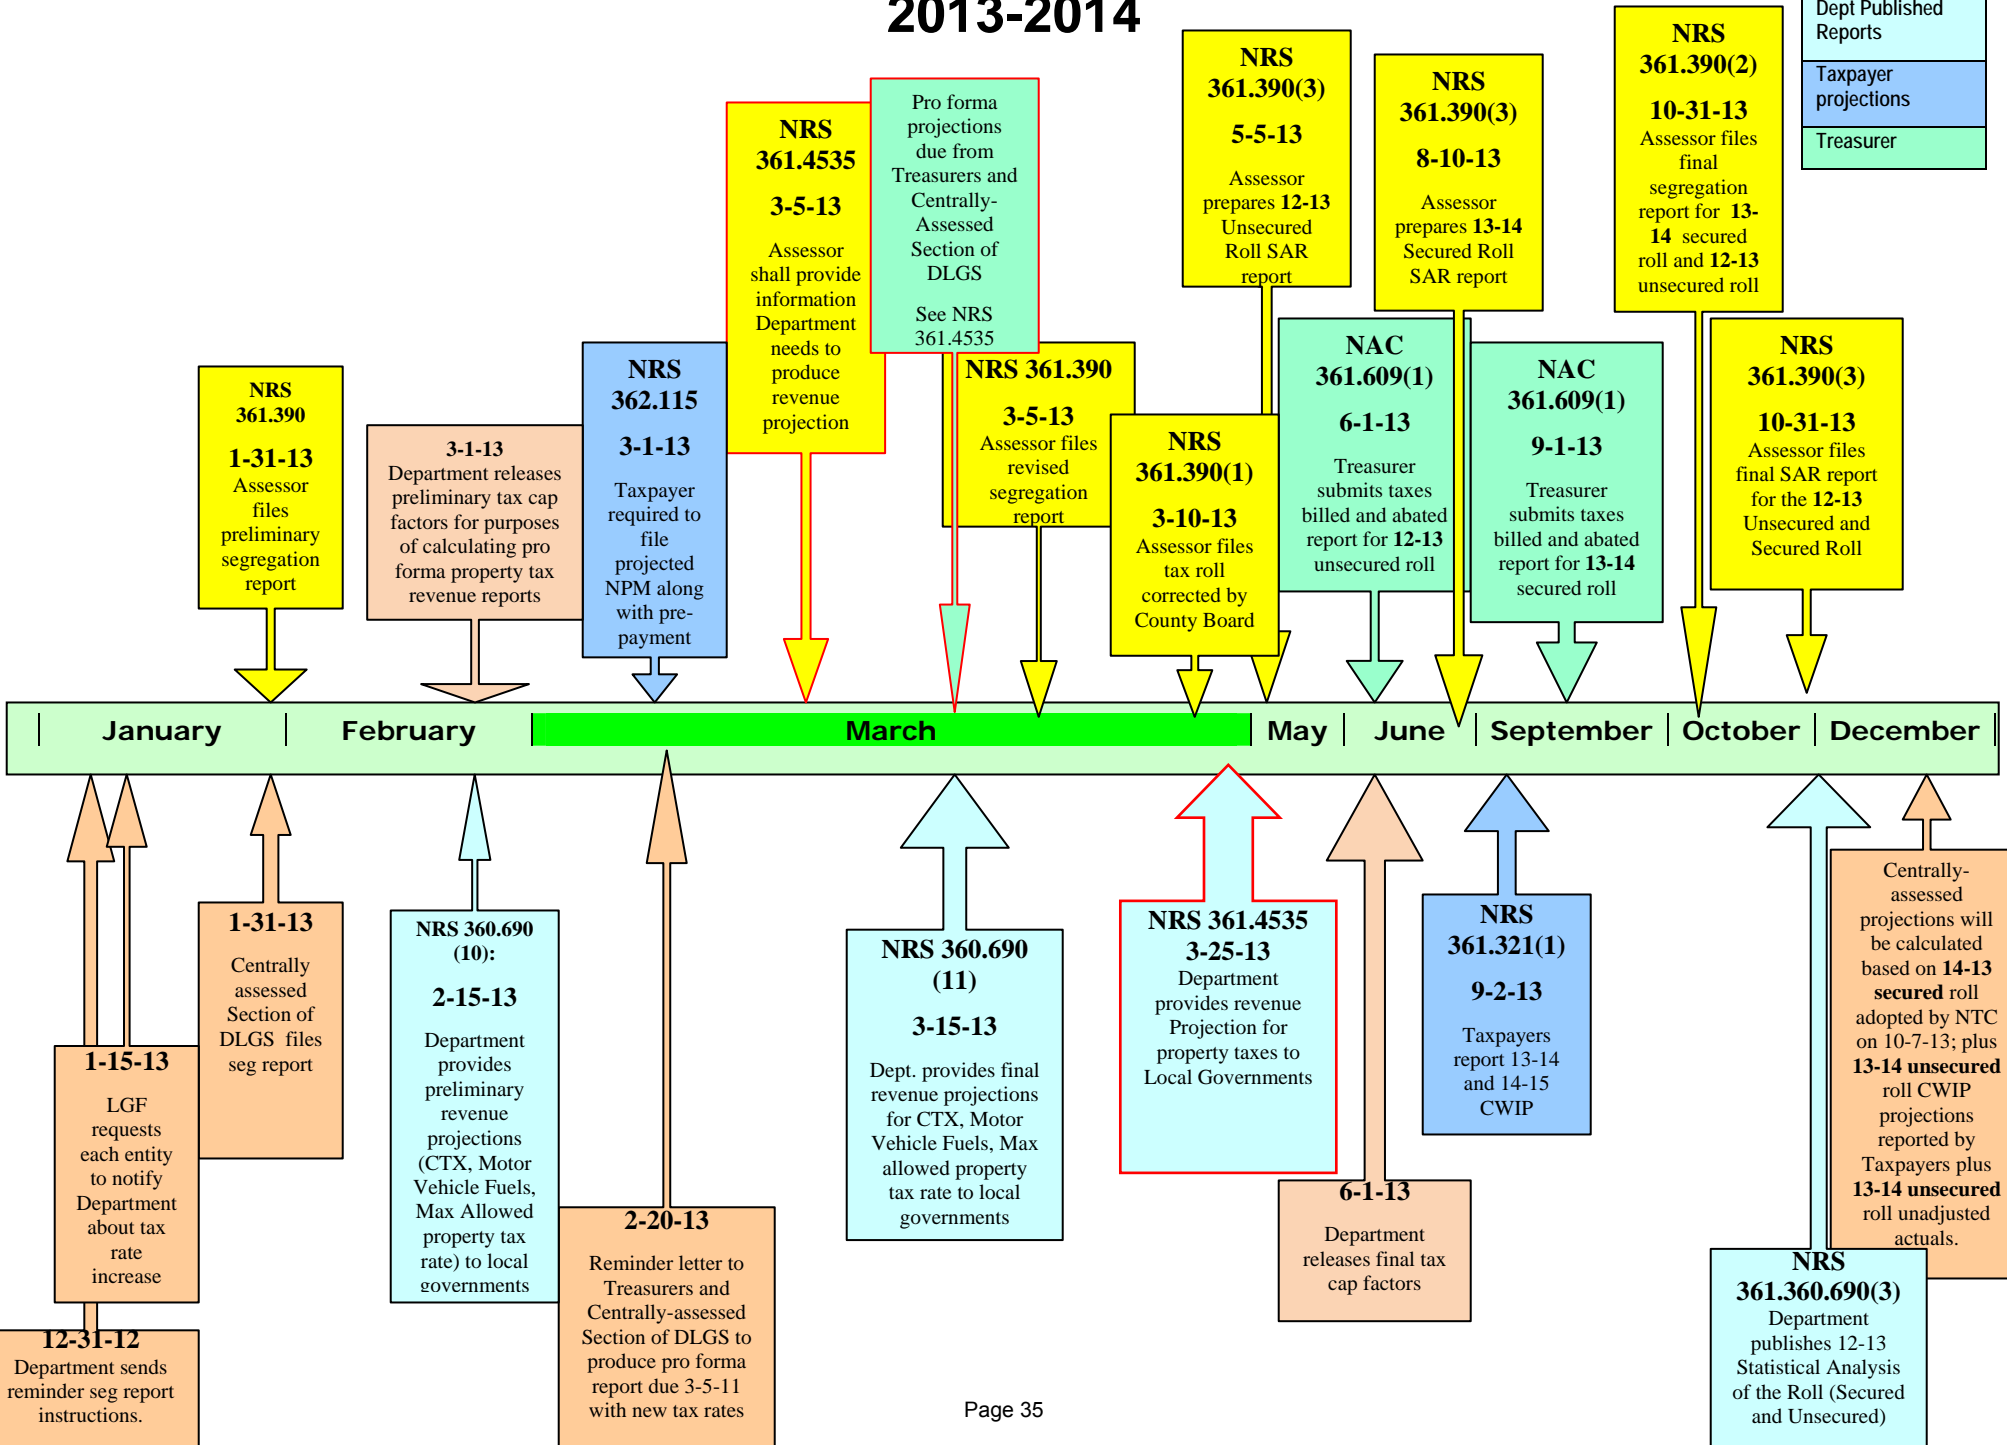 2013-2014
Dept Published
Reports
Taxpayer
projections
Treasurer
NRS
361.390
1-31-13
Assessor
files
preliminary
segregation
report
3-1-13
Department releases
preliminary tax cap
factors for purposes
of calculating pro
forma property tax
revenue reports
NRS
362.115
3-1-13
Taxpayer
required to
file
projected
NPM along
with pre-
payment
NRS
361.4535
3-5-13
Assessor
shall provide
information
Department
needs to
produce
revenue
projection
Pro forma
projections
due from
Treasurers and
Centrally-
Assessed
Section of
DLGS
See NRS
361.4535
NRS 361.390
3-5-13
Assessor files
revised
segregation
report
NRS
361.390(1)
3-10-13
Assessor files
tax roll
corrected by
County Board
NRS
361.390(3)
5-5-13
Assessor
prepares 12-13
Unsecured
Roll SAR
report
NAC
361.609(1)
6-1-13
Treasurer
submits taxes
billed and abated
report for 12-13
unsecured roll
NRS
361.390(3)
8-10-13
Assessor
prepares 13-14
Secured Roll
SAR report
NAC
361.609(1)
9-1-13
Treasurer
submits taxes
billed and abated
report for 13-14
secured roll
NRS
361.390(2)
10-31-13
Assessor files
final
segregation
report for 13-
14 secured
roll and 12-13
unsecured roll
NRS
361.390(3)
10-31-13
Assessor files
final SAR report
for the 12-13
Unsecured and
Secured Roll
January
February
March
May
June
September
October
December
12-31-12
Department sends
reminder seg report
instructions.
1-15-13
LGF
requests
each entity
to notify
Department
about tax
rate
increase
1-31-13
Centrally
assessed
Section of
DLGS files
seg report
NRS 360.690
(10):
2-15-13
Department
provides
preliminary
revenue
projections
(CTX, Motor
Vehicle Fuels,
Max Allowed
property tax
rate) to local
governments
2-20-13
Reminder letter to
Treasurers and
Centrally-assessed
Section of DLGS to
produce pro forma
report due 3-5-11
with new tax rates
NRS 360.690
(11)
3-15-13
Dept. provides final
revenue projections
for CTX, Motor
Vehicle Fuels, Max
allowed property
tax rate to local
governments
NRS 361.4535
3-25-13
Department
provides revenue
Projection for
property taxes to
Local Governments
6-1-13
Department
releases final tax
cap factors
NRS
361.321(1)
9-2-13
Taxpayers
report 13-14
and 14-15
CWIP
Centrally-
assessed
projections will
be calculated
based on 14-13
secured roll
adopted by NTC
on 10-7-13; plus
13-14 unsecured
roll CWIP
projections
reported by
Taxpayers plus
13-14 unsecured
roll unadjusted
actuals.
NRS
361.360.690(3)
Department
publishes 12-13
Statistical Analysis
of the Roll (Secured
and Unsecured)
Page 35